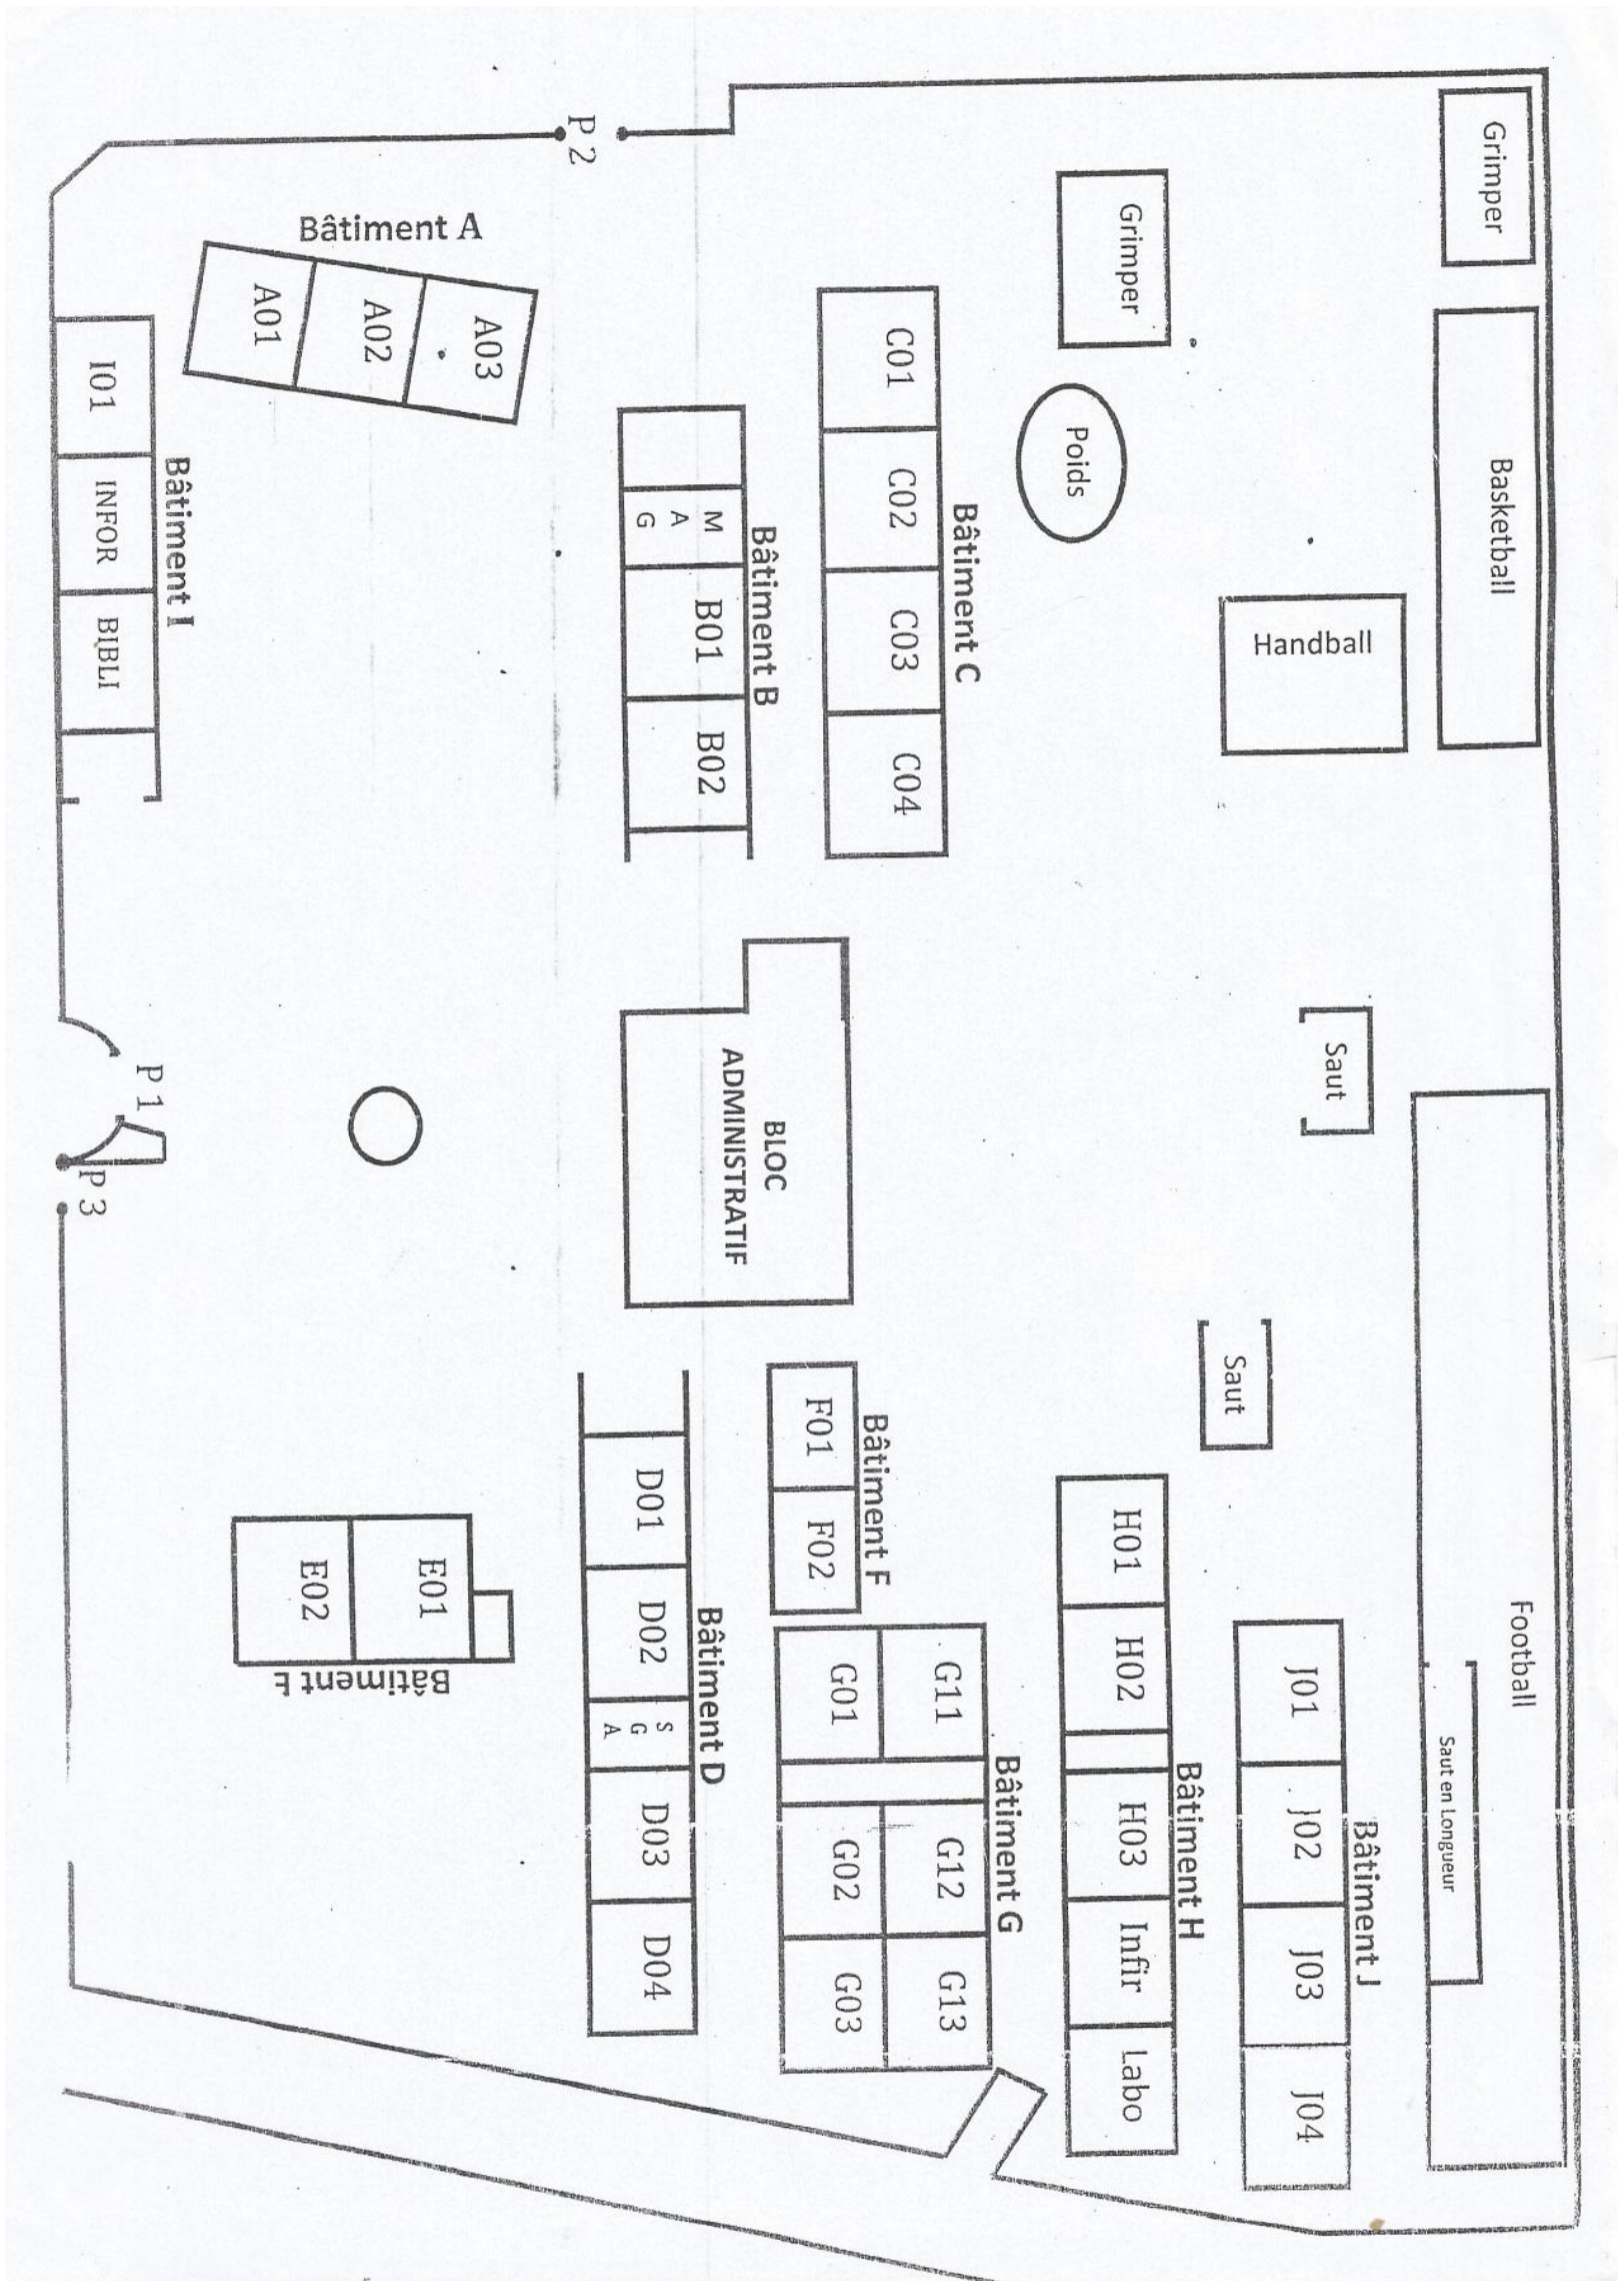 Grimper
Basketball
Football
Saut en Longueur
Handball
Saut
Saut
Grimper
Poids
Bâtiment J
J01
J02
J03
J04
Bâtiment H
H01
H02
H03
Infir
Labo
Bâtiment C
C01
C02
C03
C04
Bâtiment G
G11
G12
G13
G01
G02
G03
Bâtiment F
F01
F02
BLOC
ADMINISTRATIF
Bâtiment B
M
A
G
B01
B02
Bâtiment D
D01
D02
S
G
A
D03
D04
P 2
Bâtiment A
A03
A02
A01
E01
E02
Bâtiment E
Bâtiment I
I01
INFOR
BIBLI
P 1
P 3